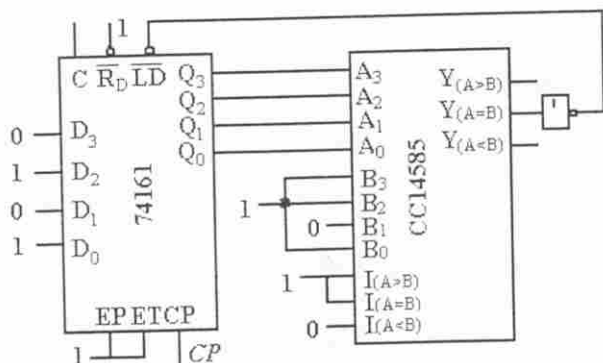 1
C R̅D L̅D̅ Q3 A3 Y(A>B)
Q2 A2 Y(A=B)
0 D3 Q1 A1 Y(A<B)
1 D2 Q0 A0
0 D1 74161 B3 CC14585
1 D0 1 B2
0 B1
B0
1 I(A>B)
EP ET CP I(A=B)
1 CP 0 I(A<B)